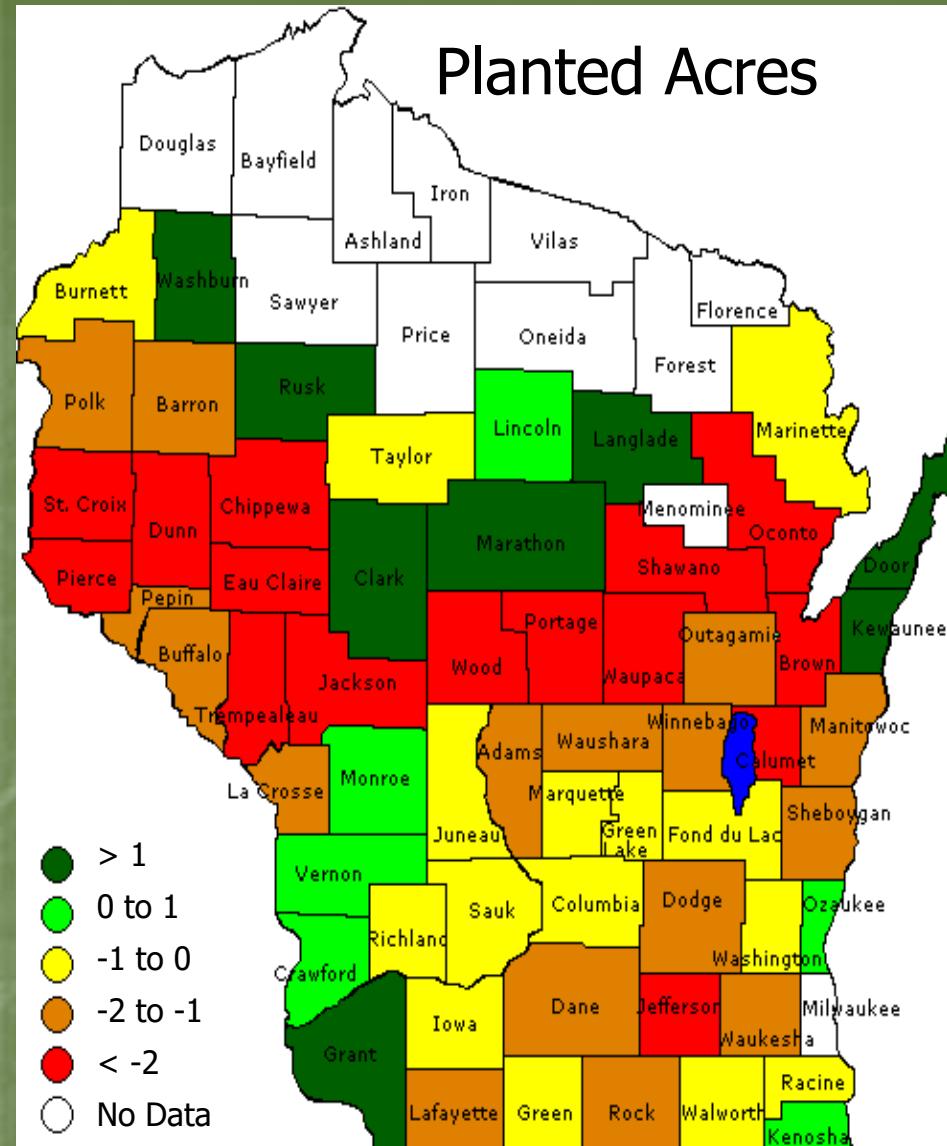 Planted Acres
Douglas
Bayfield
Iron
Ashland
Vilas
Burnett
Washburn
Sawyer
Florence
Price
Oneida
Forest
Rusk
Polk
Barron
Lincoln
Langlade
Marinette
Taylor
St. Croix
Chippewa
Menominee
Dunn
Marathon
Oconto
Pierce
Eau Claire
Clark
Shawano
Door
Pepin
Portage
Kewaunee
Buffalo
Outagamie
Wood
Waupaca
Brown
Jackson
Trempealeau
Winnebago
Manitowoc
Adams
Waushara
Calumet
Monroe
La Crosse
Marquette
Sheboygan
Juneau
Green
Lake
Fond du Lac
Vernon
Columbia
Dodge
Ozaukee
Sauk
Richland
Washington
Crawford
Dane
Jefferson
Milwaukee
Iowa
Waukesha
Grant
Racine
Lafayette
Green
Rock
Walworth
Kenosha
> 1
0 to 1
-1 to 0
-2 to -1
< -2
No Data